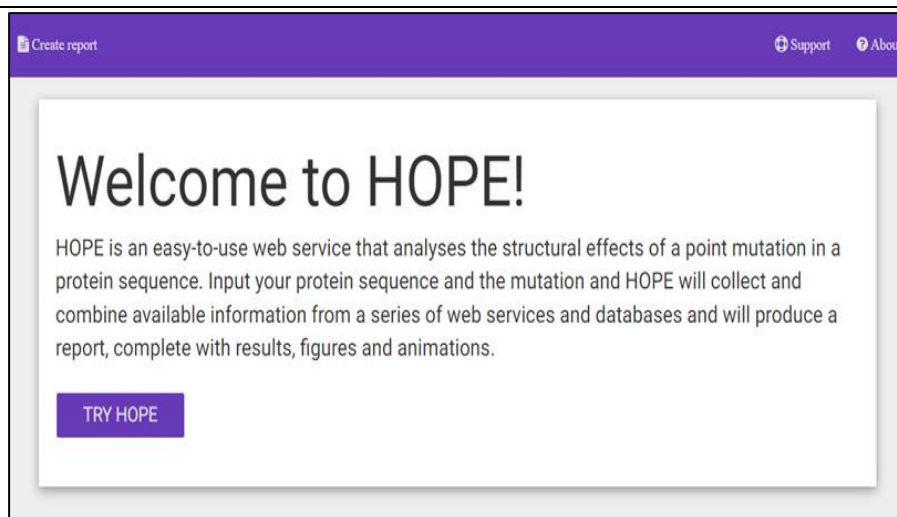 Create report Support Abou
Welcome to HOPE!
HOPE is an easy-to-use web service that analyses the structural effects of a point mutation in a
protein sequence. Input your protein sequence and the mutation and HOPE will collect and
combine available information from a series of web services and databases and will produce a
report, complete with results, figures and animations.
TRY HOPE